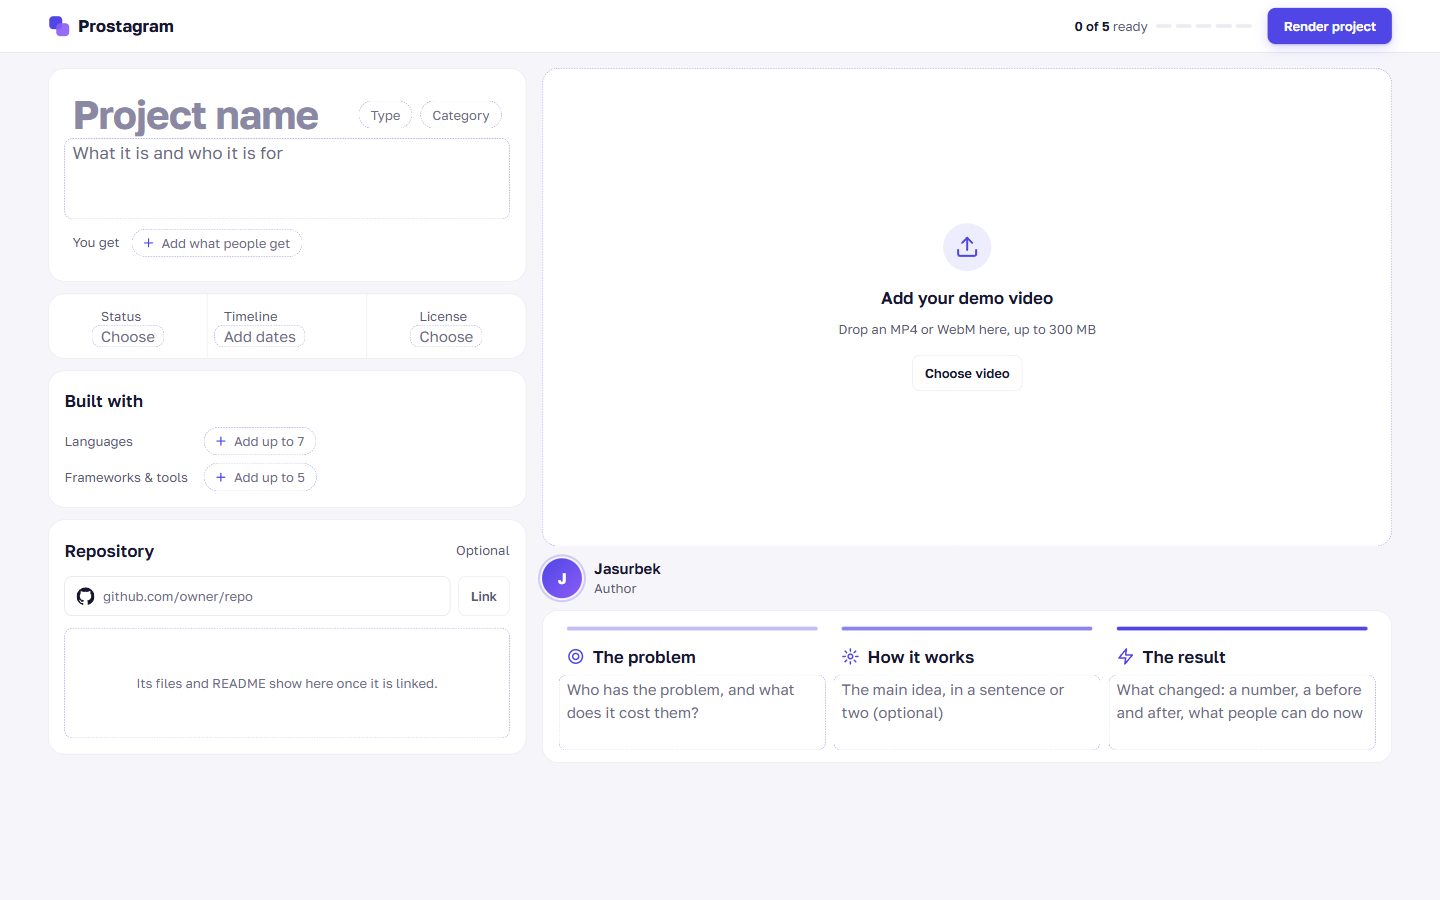 Prostagram
0 of 5 ready
Render project
Project name
Type
Category
What it is and who it is for
You get
+ Add what people get
Status
Choose
Timeline
Add dates
License
Choose
Built with
Languages
+ Add up to 7
Frameworks & tools
+ Add up to 5
Repository
Optional
github.com/owner/repo
Link
Its files and README show here once it is linked.
Add your demo video
Drop an MP4 or WebM here, up to 300 MB
Choose video
J
Jasurbek
Author
The problem
Who has the problem, and what
does it cost them?
How it works
The main idea, in a sentence or
two (optional)
The result
What changed: a number, a before
and after, what people can do now